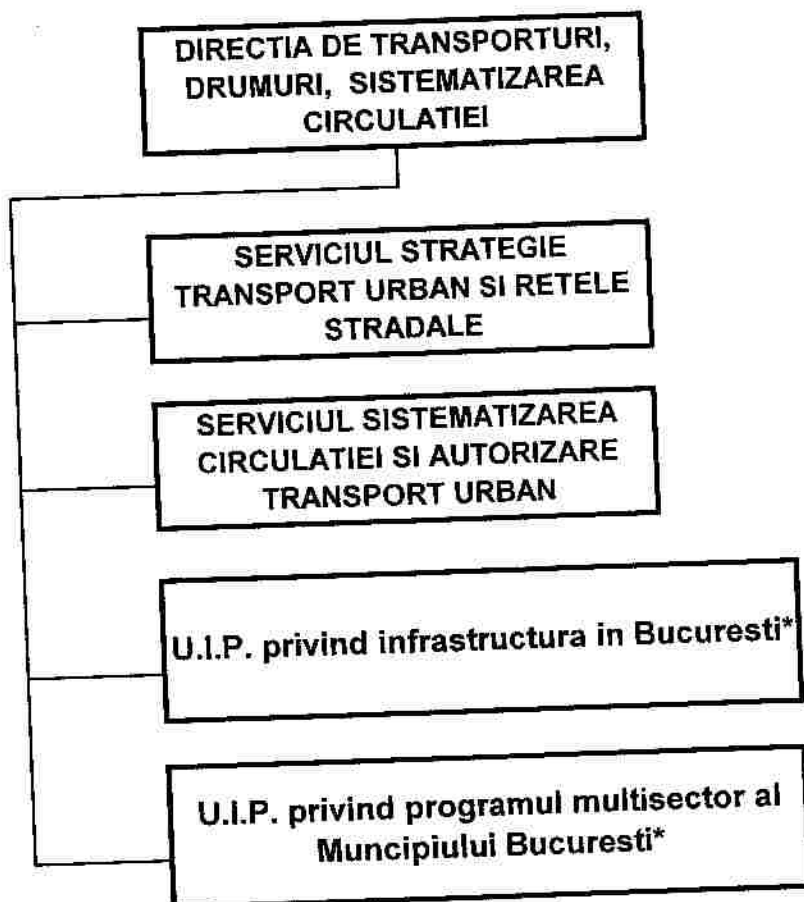 DIRECTIA DE TRANSPORTURI,
DRUMURI, SISTEMATIZAREA
CIRCULATIEI
SERVICIUL STRATEGIE
TRANSPORT URBAN SI RETELE
STRADALE
SERVICIUL SISTEMATIZAREA
CIRCULATIEI SI AUTORIZARE
TRANSPORT URBAN
U.I.P. privind infrastructura in Bucuresti*
U.I.P. privind programul multisector al
Muncipiului Bucuresti*